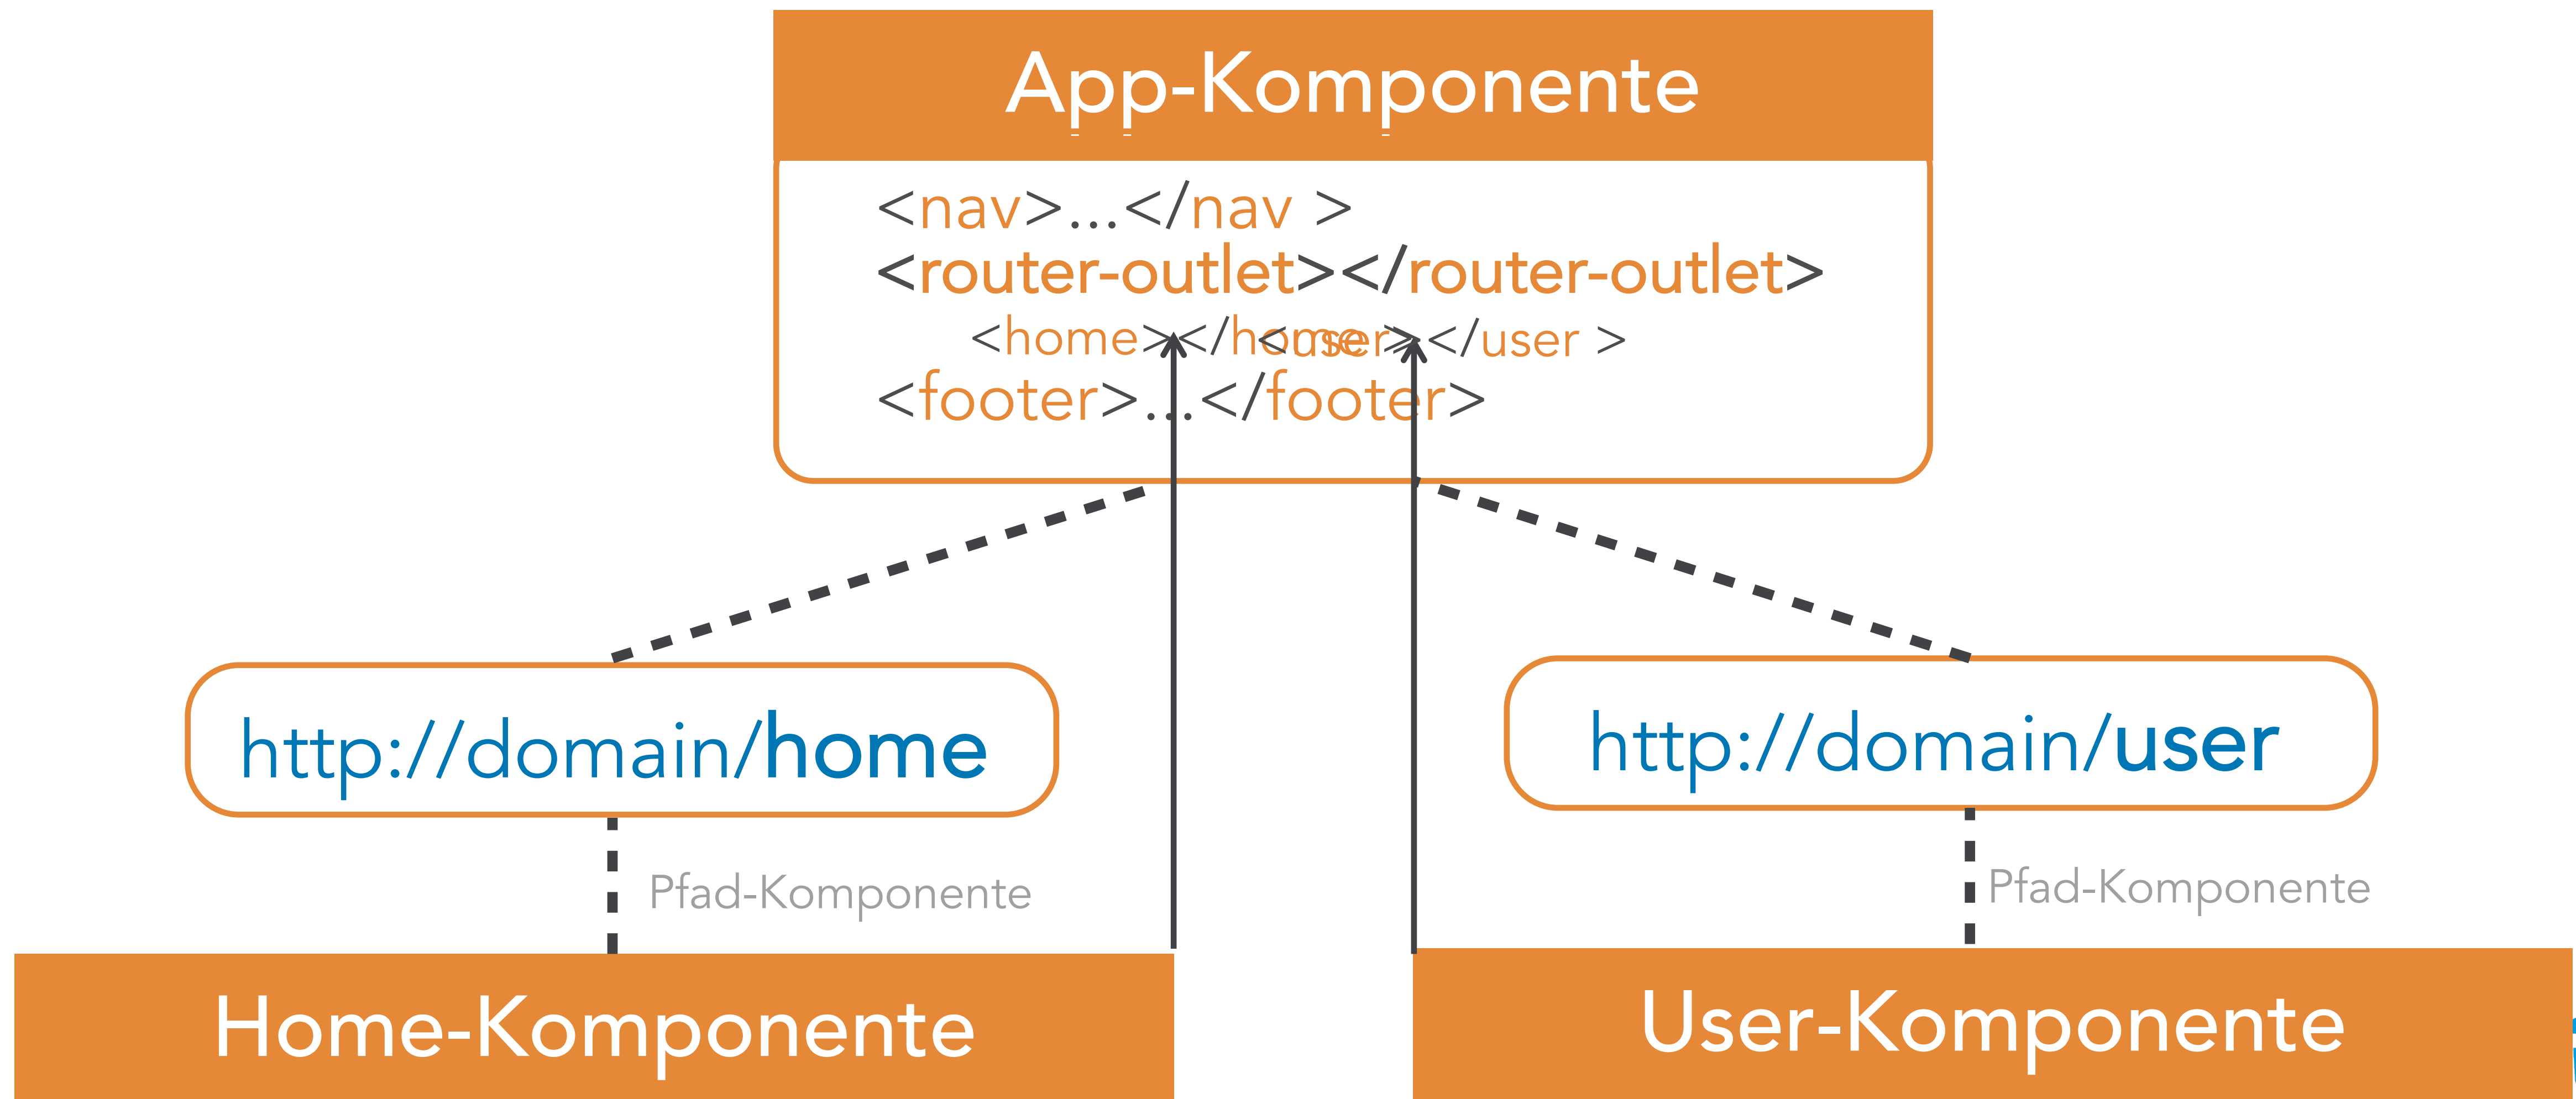 App-Komponente
<nav>...</nav >
<router-outlet></router-outlet>
<home></home>
<user></user >
<footer>...</footer>
http://domain/home
http://domain/user
Pfad-Komponente
Pfad-Komponente
Home-Komponente
User-Komponente